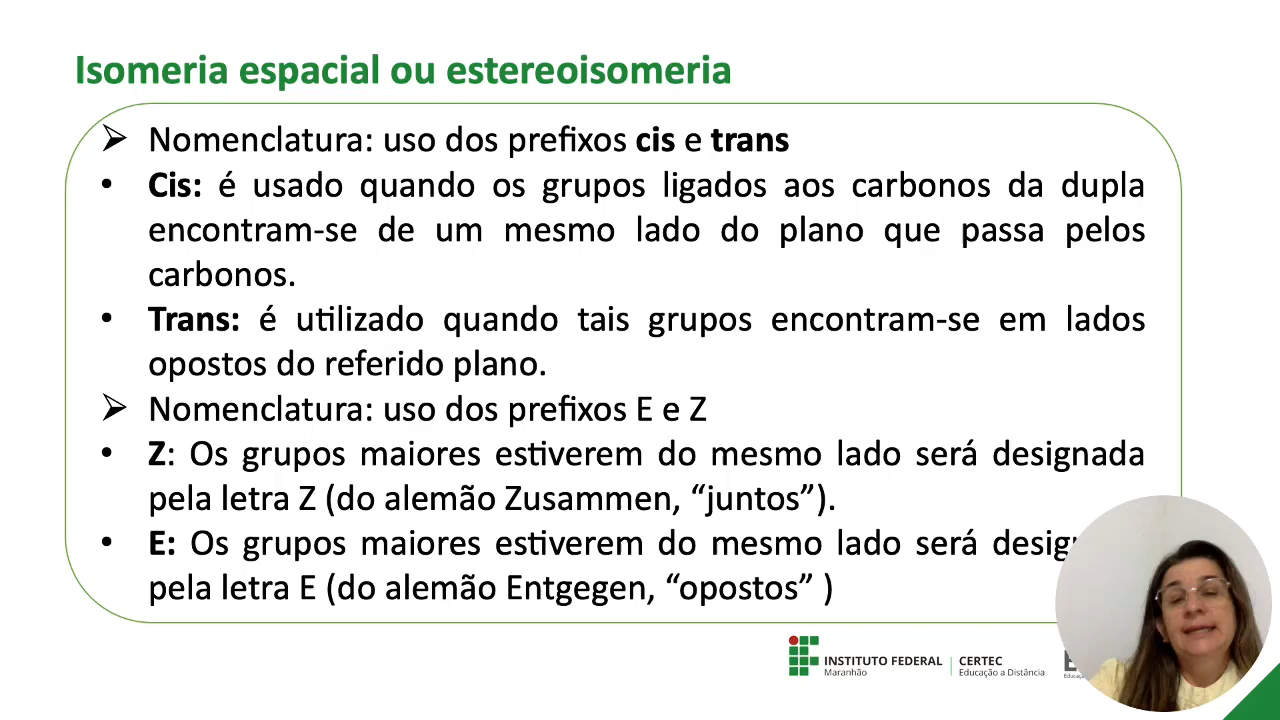 Isomeria espacial ou estereoisomeria
➢ Nomenclatura: uso dos prefixos cis e trans
• Cis: é usado quando os grupos ligados aos carbonos da dupla
encontram-se de um mesmo lado do plano que passa pelos
carbonos.
• Trans: é utilizado quando tais grupos encontram-se em lados
opostos do referido plano.
➢ Nomenclatura: uso dos prefixos E e Z
• Z: Os grupos maiores estiverem do mesmo lado será designada
pela letra Z (do alemão Zusammen, “juntos”).
• E: Os grupos maiores estiverem do mesmo lado será
pela letra E (do alemão Entgegen, “opostos” )
INSTITUTO FEDERAL
Maranhão
CERTEC
Educação a Distância